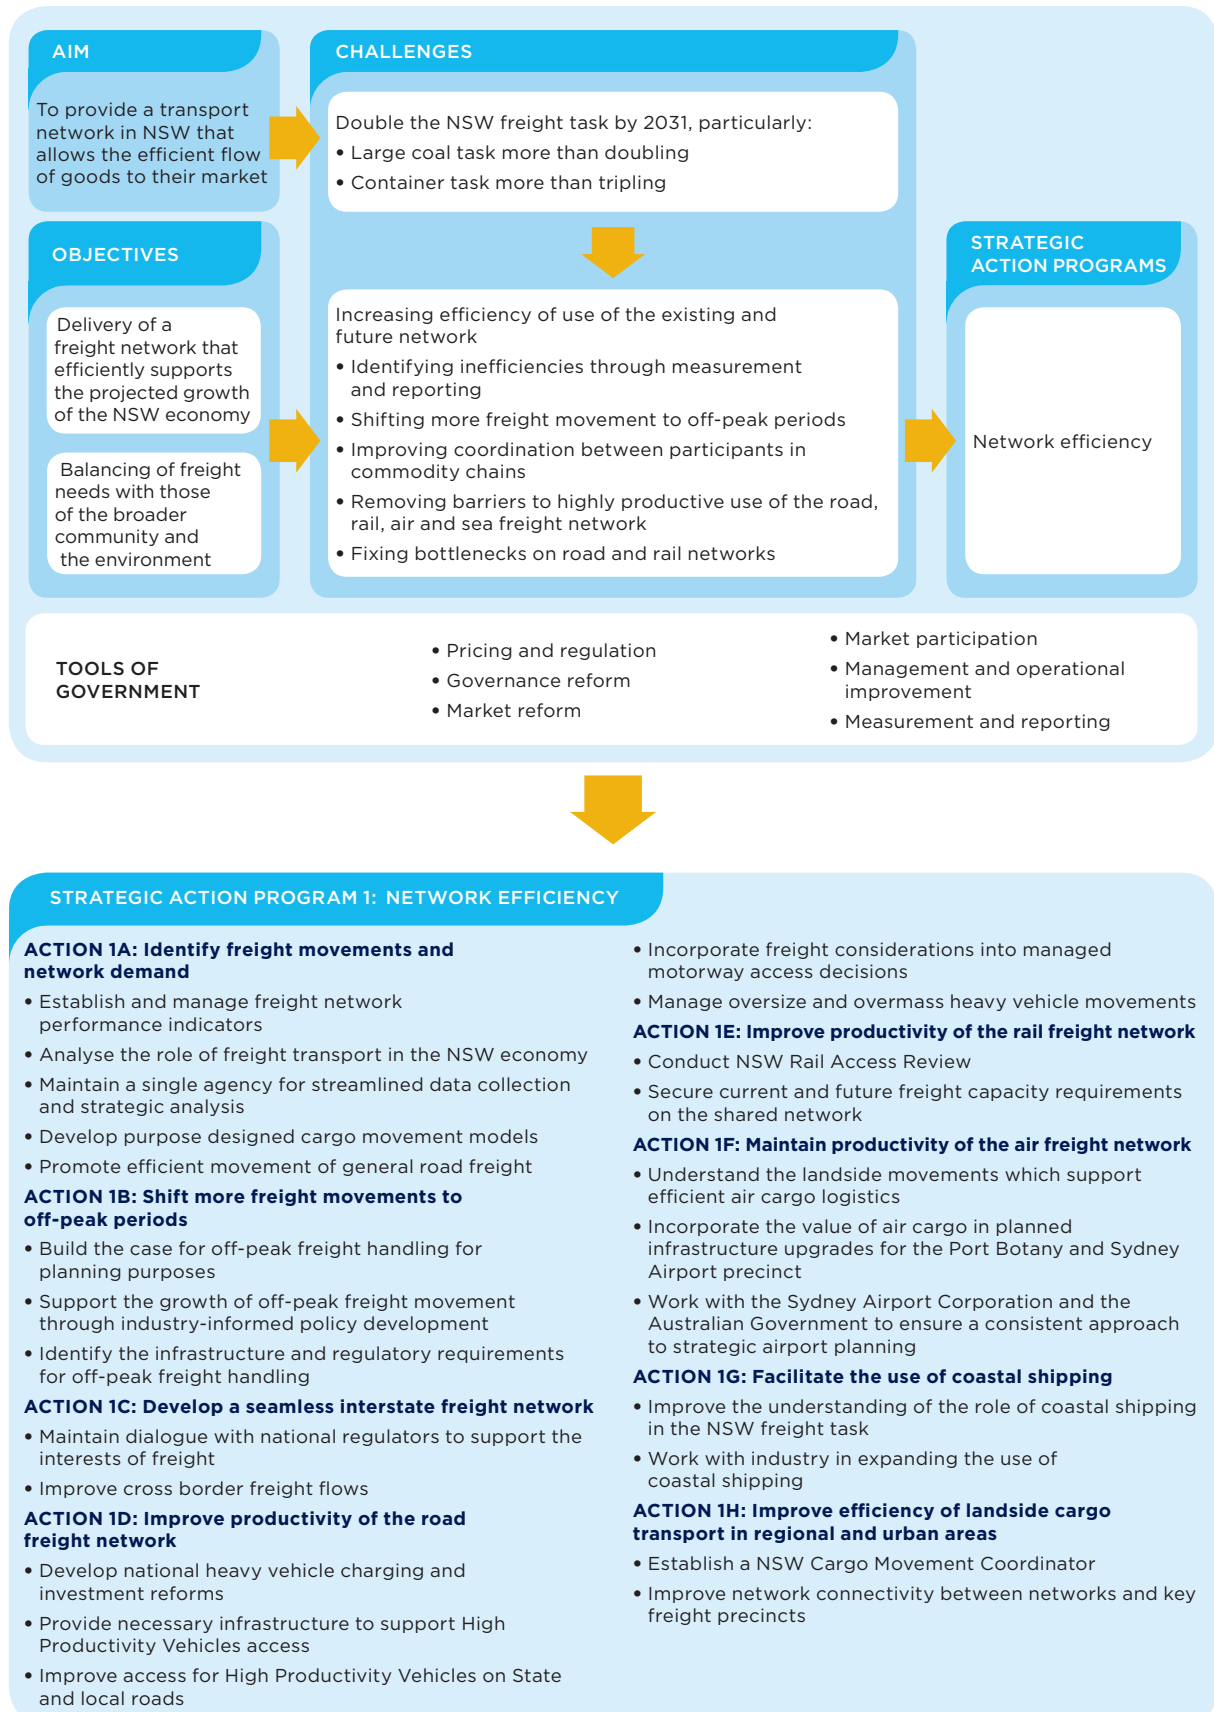 AIM
To provide a transport
network in NSW that
allows the efficient flow
of goods to their market
CHALLENGES
Double the NSW freight task by 2031, particularly:
• Large coal task more than doubling
• Container task more than tripling
OBJECTIVES
Delivery of a
freight network that
efficiently supports
the projected growth
of the NSW economy
Balancing of freight
needs with those
of the broader
community and
the environment
Increasing efficiency of use of the existing and
future network
• Identifying inefficiencies through measurement
and reporting
• Shifting more freight movement to off-peak periods
• Improving coordination between participants in
commodity chains
• Removing barriers to highly productive use of the road,
rail, air and sea freight network
• Fixing bottlenecks on road and rail networks
STRATEGIC
ACTION PROGRAMS
Network efficiency
TOOLS OF
GOVERNMENT
• Pricing and regulation
• Governance reform
• Market reform
• Market participation
• Management and operational
improvement
• Measurement and reporting
STRATEGIC ACTION PROGRAM 1: NETWORK EFFICIENCY
ACTION 1A: Identify freight movements and
network demand
• Establish and manage freight network
performance indicators
• Analyse the role of freight transport in the NSW economy
• Maintain a single agency for streamlined data collection
and strategic analysis
• Develop purpose designed cargo movement models
• Promote efficient movement of general road freight
ACTION 1B: Shift more freight movements to
off-peak periods
• Build the case for off-peak freight handling for
planning purposes
• Support the growth of off-peak freight movement
through industry-informed policy development
• Identify the infrastructure and regulatory requirements
for off-peak freight handling
ACTION 1C: Develop a seamless interstate freight network
• Maintain dialogue with national regulators to support the
interests of freight
• Improve cross border freight flows
ACTION 1D: Improve productivity of the road
freight network
• Develop national heavy vehicle charging and
investment reforms
• Provide necessary infrastructure to support High
Productivity Vehicles access
• Improve access for High Productivity Vehicles on State
and local roads
• Incorporate freight considerations into managed
motorway access decisions
• Manage oversize and overmass heavy vehicle movements
ACTION 1E: Improve productivity of the rail freight network
• Conduct NSW Rail Access Review
• Secure current and future freight capacity requirements
on the shared network
ACTION 1F: Maintain productivity of the air freight network
• Understand the landside movements which support
efficient air cargo logistics
• Incorporate the value of air cargo in planned
infrastructure upgrades for the Port Botany and Sydney
Airport precinct
• Work with the Sydney Airport Corporation and the
Australian Government to ensure a consistent approach
to strategic airport planning
ACTION 1G: Facilitate the use of coastal shipping
• Improve the understanding of the role of coastal shipping
in the NSW freight task
• Work with industry in expanding the use of
coastal shipping
ACTION 1H: Improve efficiency of landside cargo
transport in regional and urban areas
• Establish a NSW Cargo Movement Coordinator
• Improve network connectivity between networks and key
freight precincts